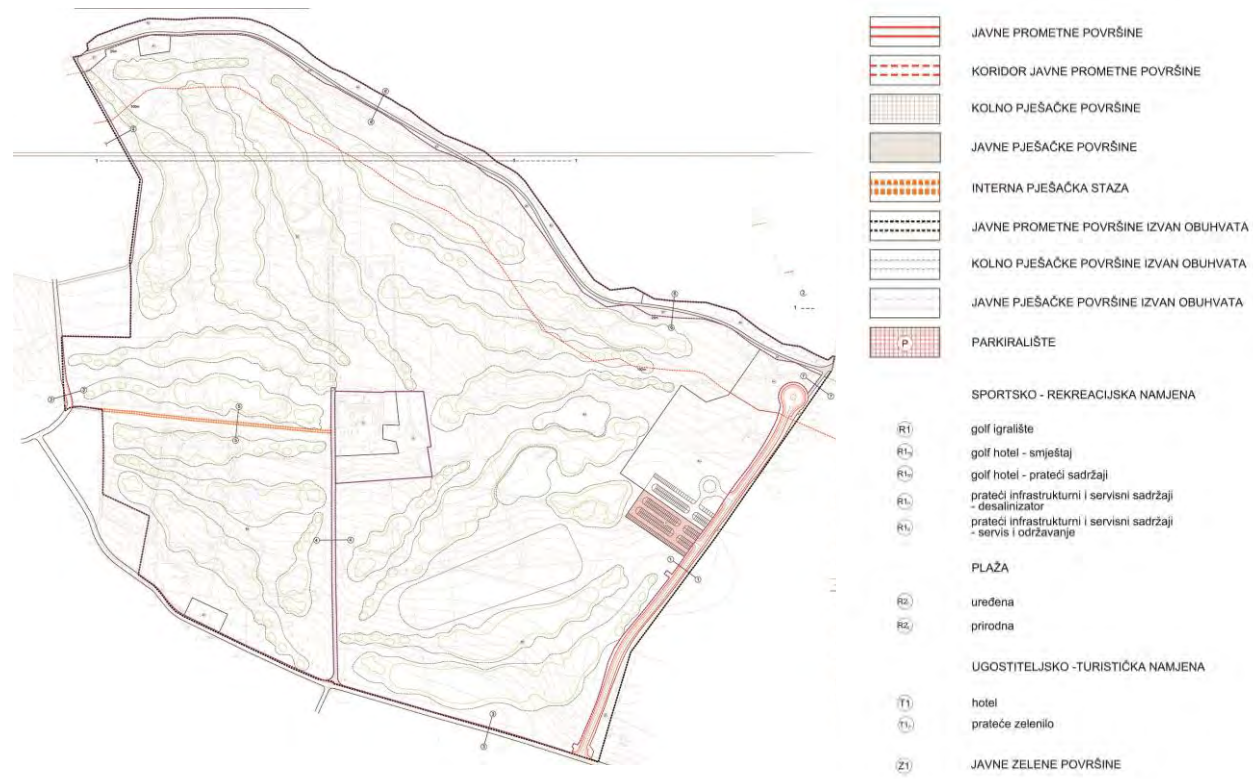 JAVNE PROMETNE POVRŠINE
KORIDOR JAVNE PROMETNE POVRŠINE
KOLNO PJEŠAČKE POVRŠINE
JAVNE PJEŠAČKE POVRŠINE
INTERNA PJEŠAČKA STAZA
JAVNE PROMETNE POVRŠINE IZVAN OBUHVATA
KOLNO PJEŠAČKE POVRŠINE IZVAN OBUHVATA
JAVNE PJEŠAČKE POVRŠINE IZVAN OBUHVATA
P PARKIRALIŠTE
SPORTSKO - REKREACIJSKA NAMJENA
R1 golf igralište
golf hotel - smještaj
golf hotel - prateći sadržaji
prateći infrastrukturni i servisni sadržaji
- desalinizator
prateći infrastrukturni i servisni sadržaji
- servis i održavanje
PLAŽA
uređena
prirodna
UGOSTITELJSKO -TURISTIČKA NAMJENA
T1 hotel
prateće zelenilo
Z1 JAVNE ZELENE POVRŠINE